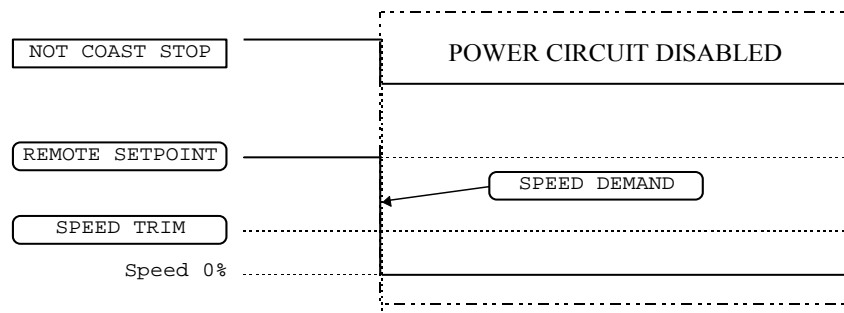 NOT COAST STOP
POWER CIRCUIT DISABLED
REMOTE SETPOINT
SPEED DEMAND
SPEED TRIM
Speed 0%